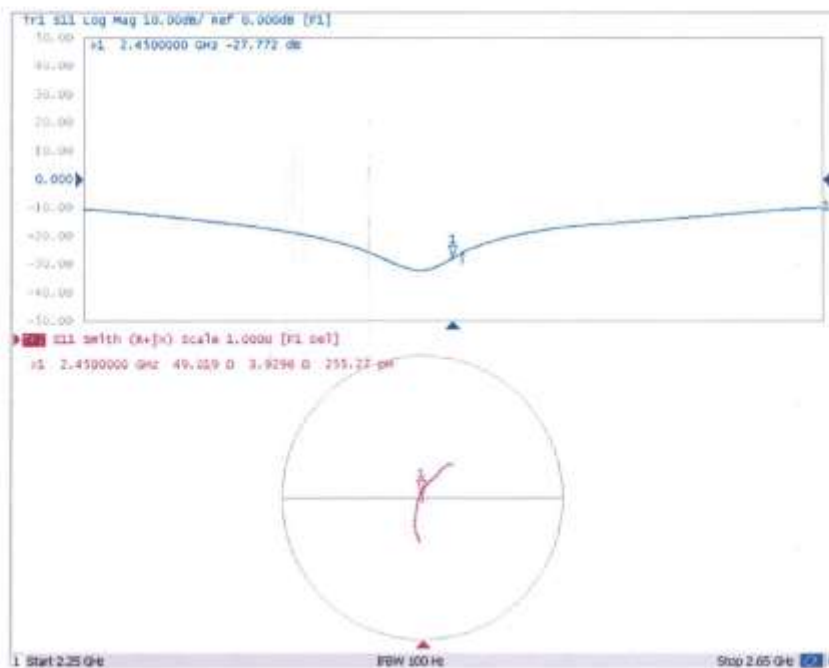 Tr1 S11 Log Mag 10.00dB/ Ref 0.000dB [F1]
50.00
>1 2.4500000 GHz -27.772 dB
40.00
30.00
20.00
10.00
0.000
-10.00
-20.00
1
-30.00
-40.00
-50.00
S11 Smith (R+jX) Scale 1.000U [F1 Del]
>1 2.4500000 GHz 49.019 Ω 3.9296 Ω 255.27 pH
1
1 Start 2.25 GHz IFBW 100 Hz Stop 2.65 GHz